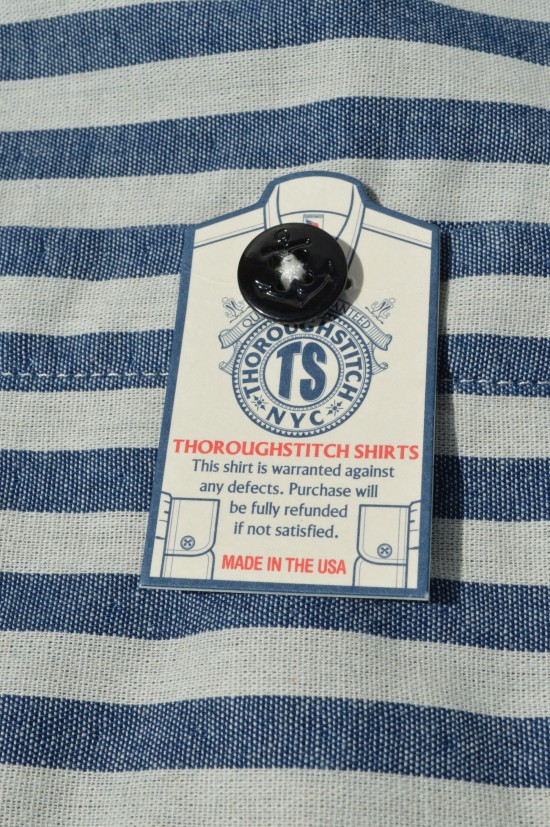 THOROUGHSTITCH
TS
NYC
THOROUGHSTITCH SHIRTS
This shirt is warranted against
any defects. Purchase will
be fully refunded
if not satisfied.
MADE IN THE USA